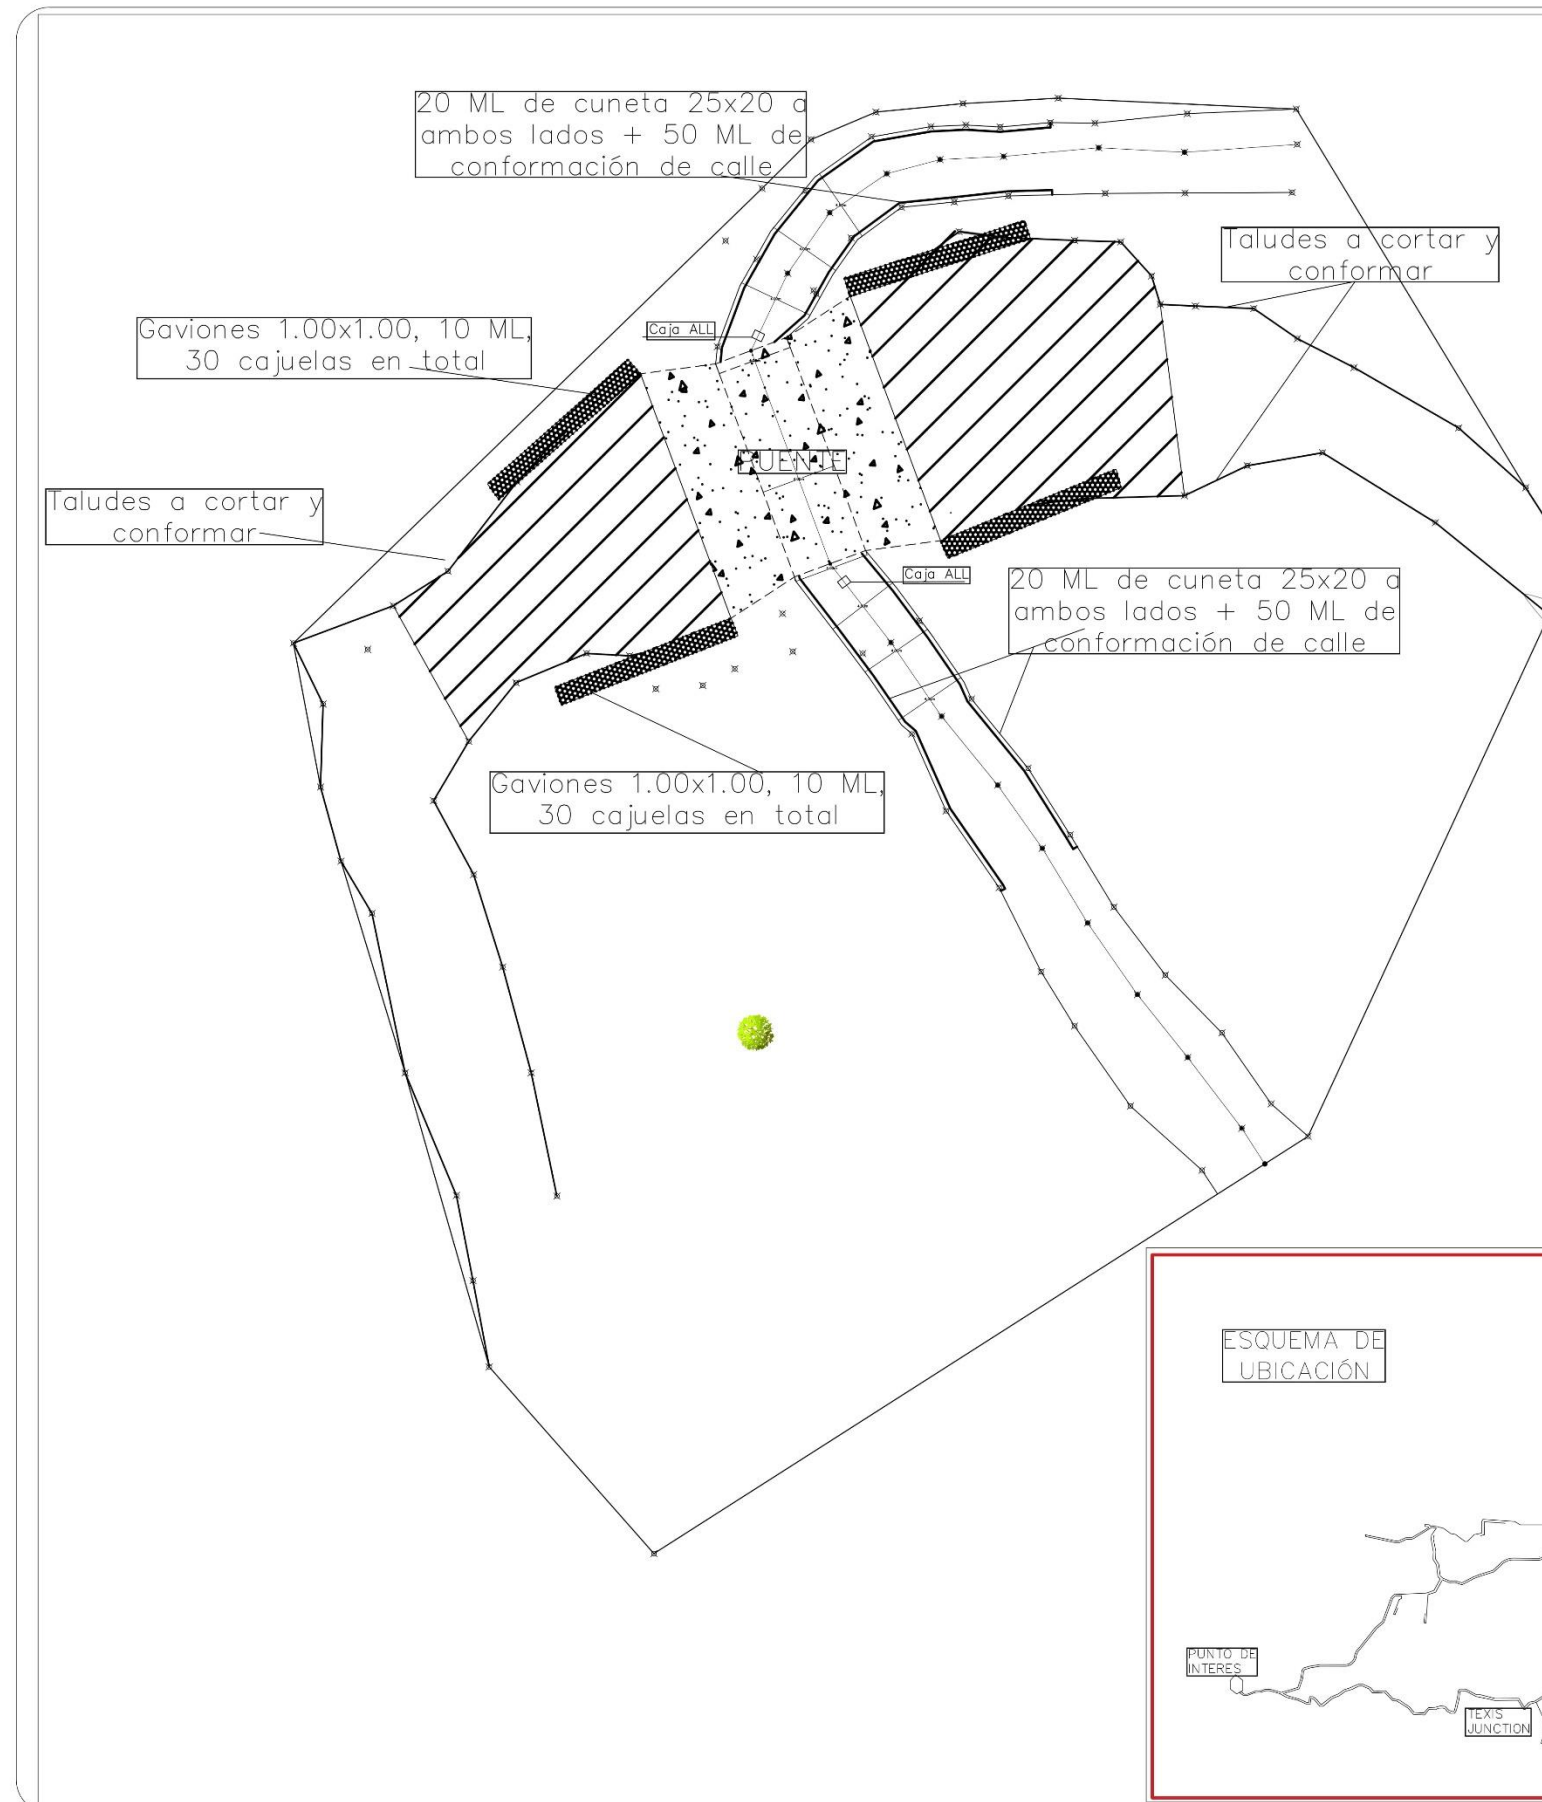 20 ML de cuneta 25x20 a
ambos lados + 50 ML de
conformación de calle
Taludes a cortar y
conformar
Gaviones 1.00x1.00, 10 ML,
30 cajuelas en total
Caja ALL
PUENTE
Taludes a cortar y
conformar
Caja ALL
20 ML de cuneta 25x20 a
ambos lados + 50 ML de
conformación de calle
Gaviones 1.00x1.00, 10 ML,
30 cajuelas en total
ESQUEMA DE
UBICACIÓN
PUNTO DE
INTERES
TEXIS
JUNCTION